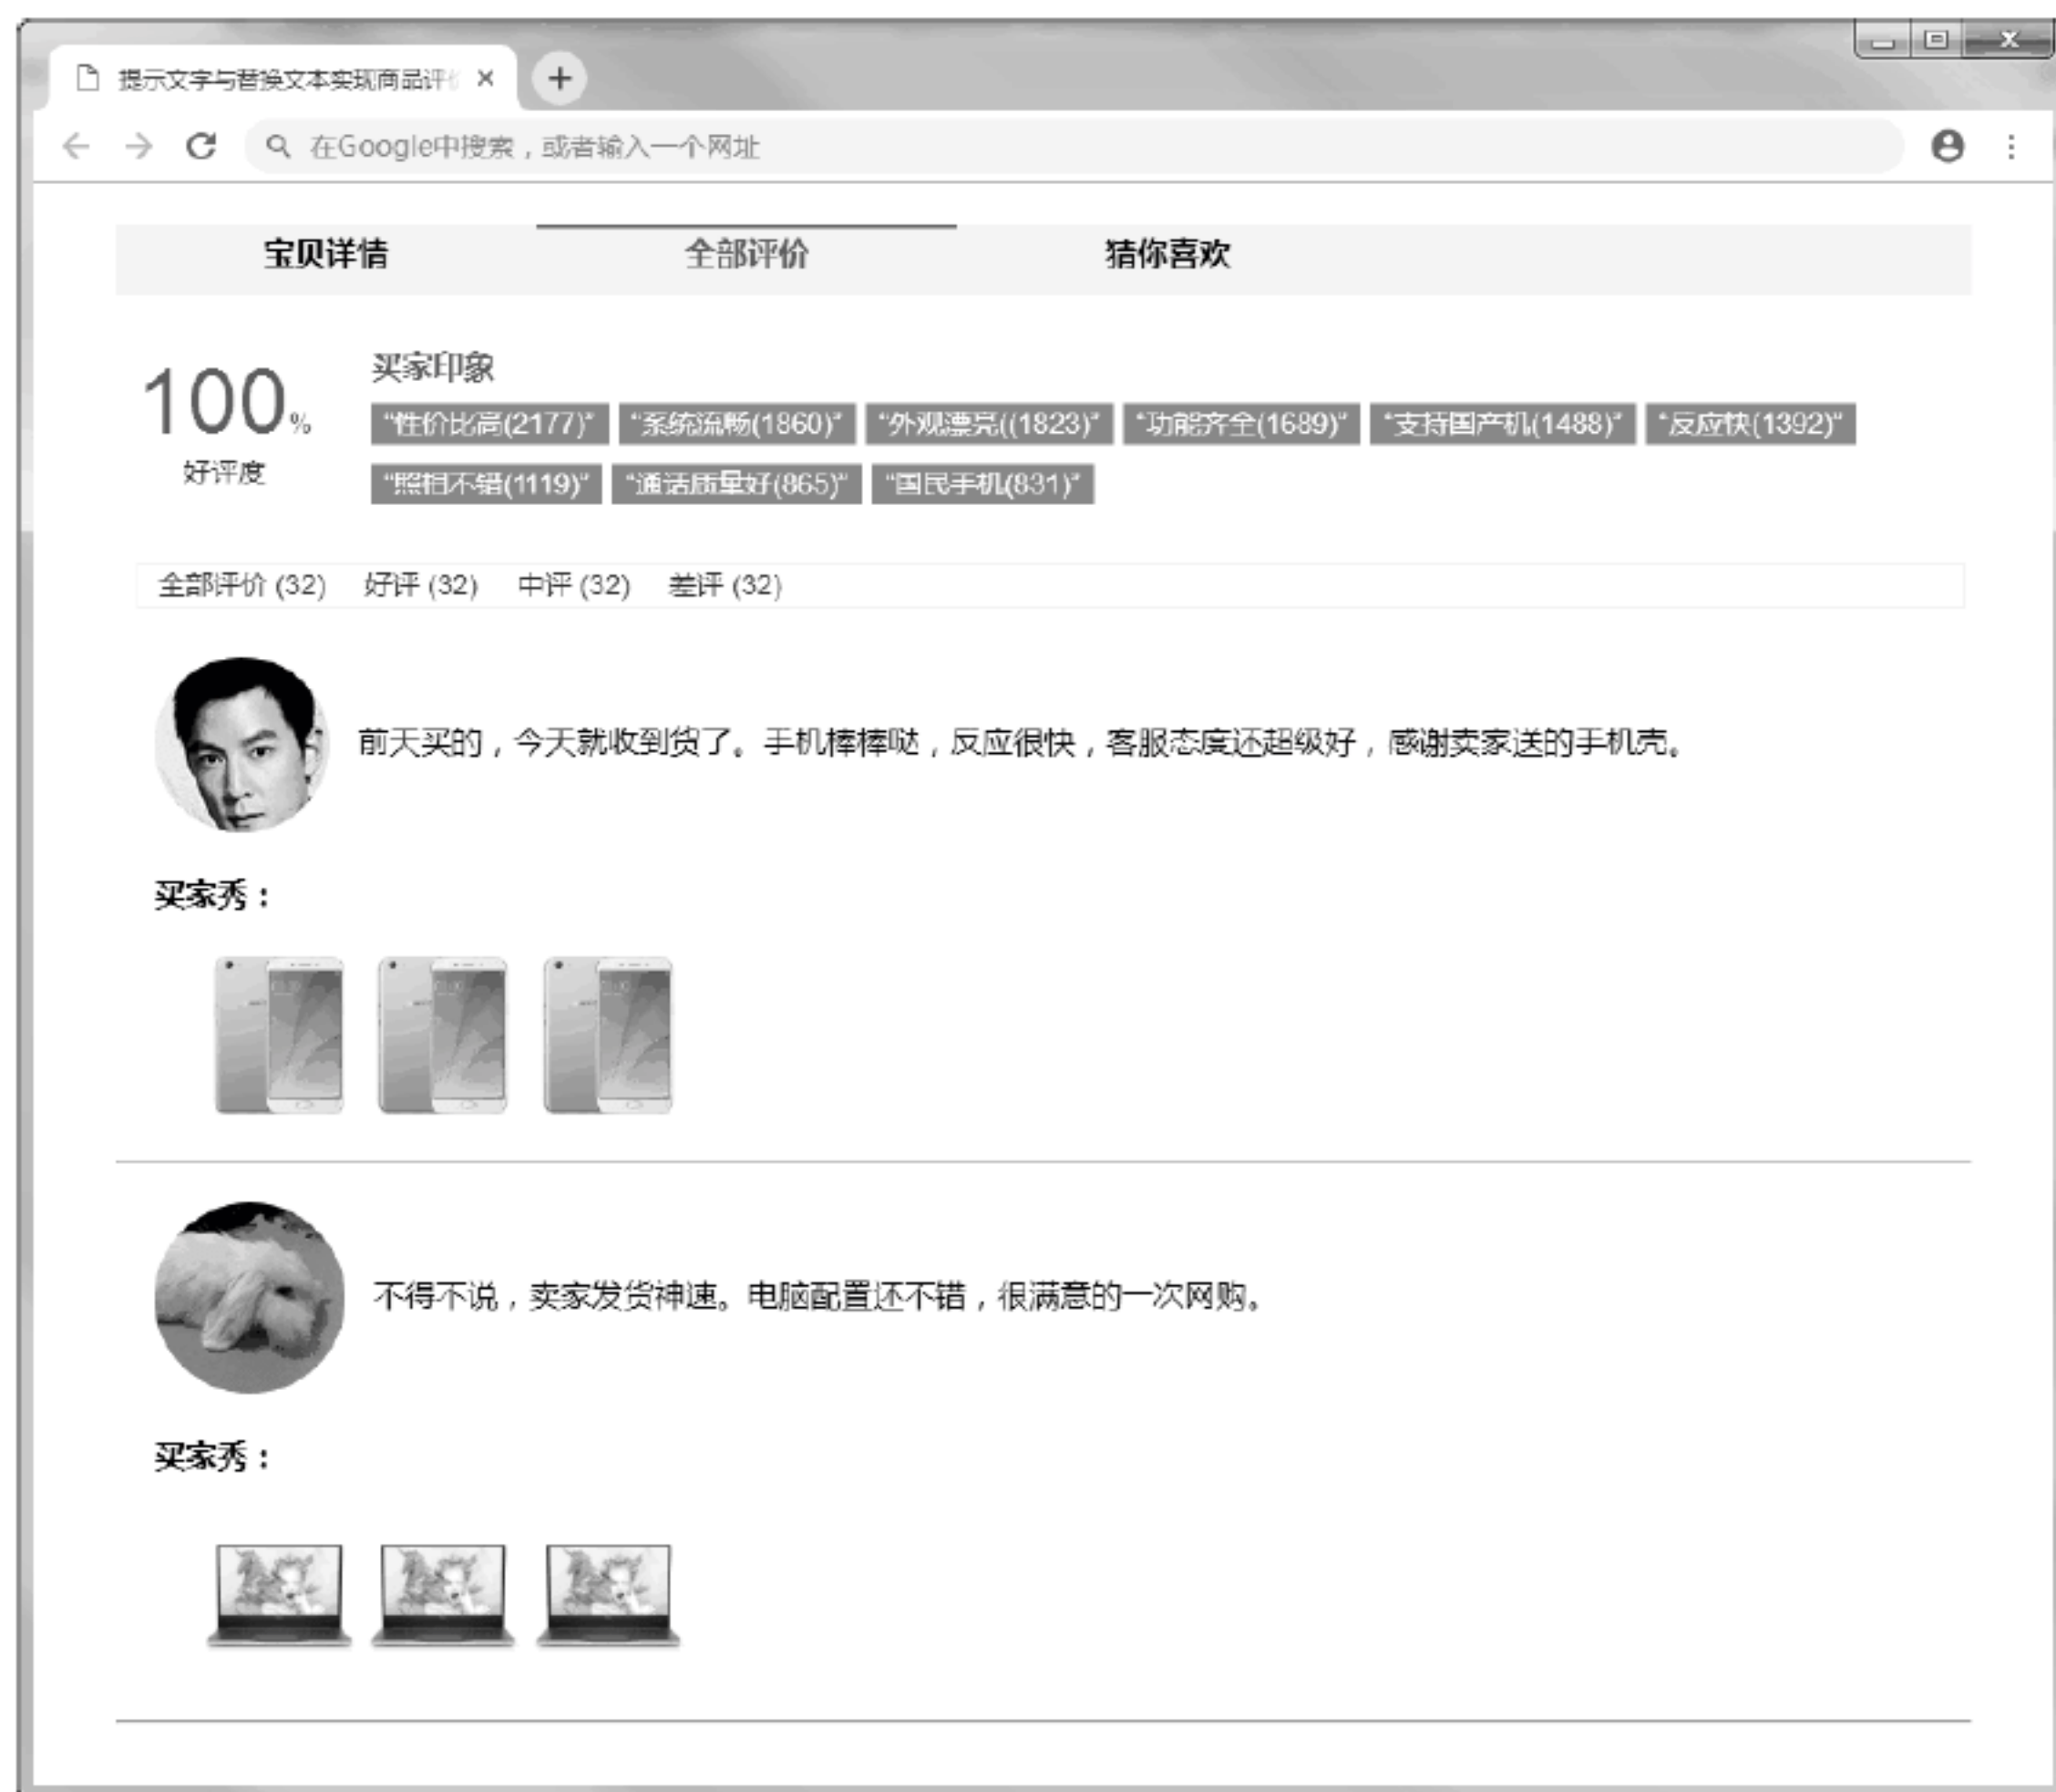 提示文字与替换文本实现商品评
在Google中搜索，或者输入一个网址
宝贝详情 全部评价 猜你喜欢
100%
好评度
买家印象
“性价比高(2177)” “系统流畅(1860)” “外观漂亮((1823)” “功能齐全(1689)” “支持国产机(1488)” “反应快(1392)”
“照相不错(1119)” “通话质量好(865)” “国民手机(831)”
全部评价 (32) 好评 (32) 中评 (32) 差评 (32)
前天买的，今天就收到货了。手机棒棒哒，反应很快，客服态度还超级好，感谢卖家送的手机壳。
买家秀：
不得不说，卖家发货神速。电脑配置还不错，很满意的一次网购。
买家秀：